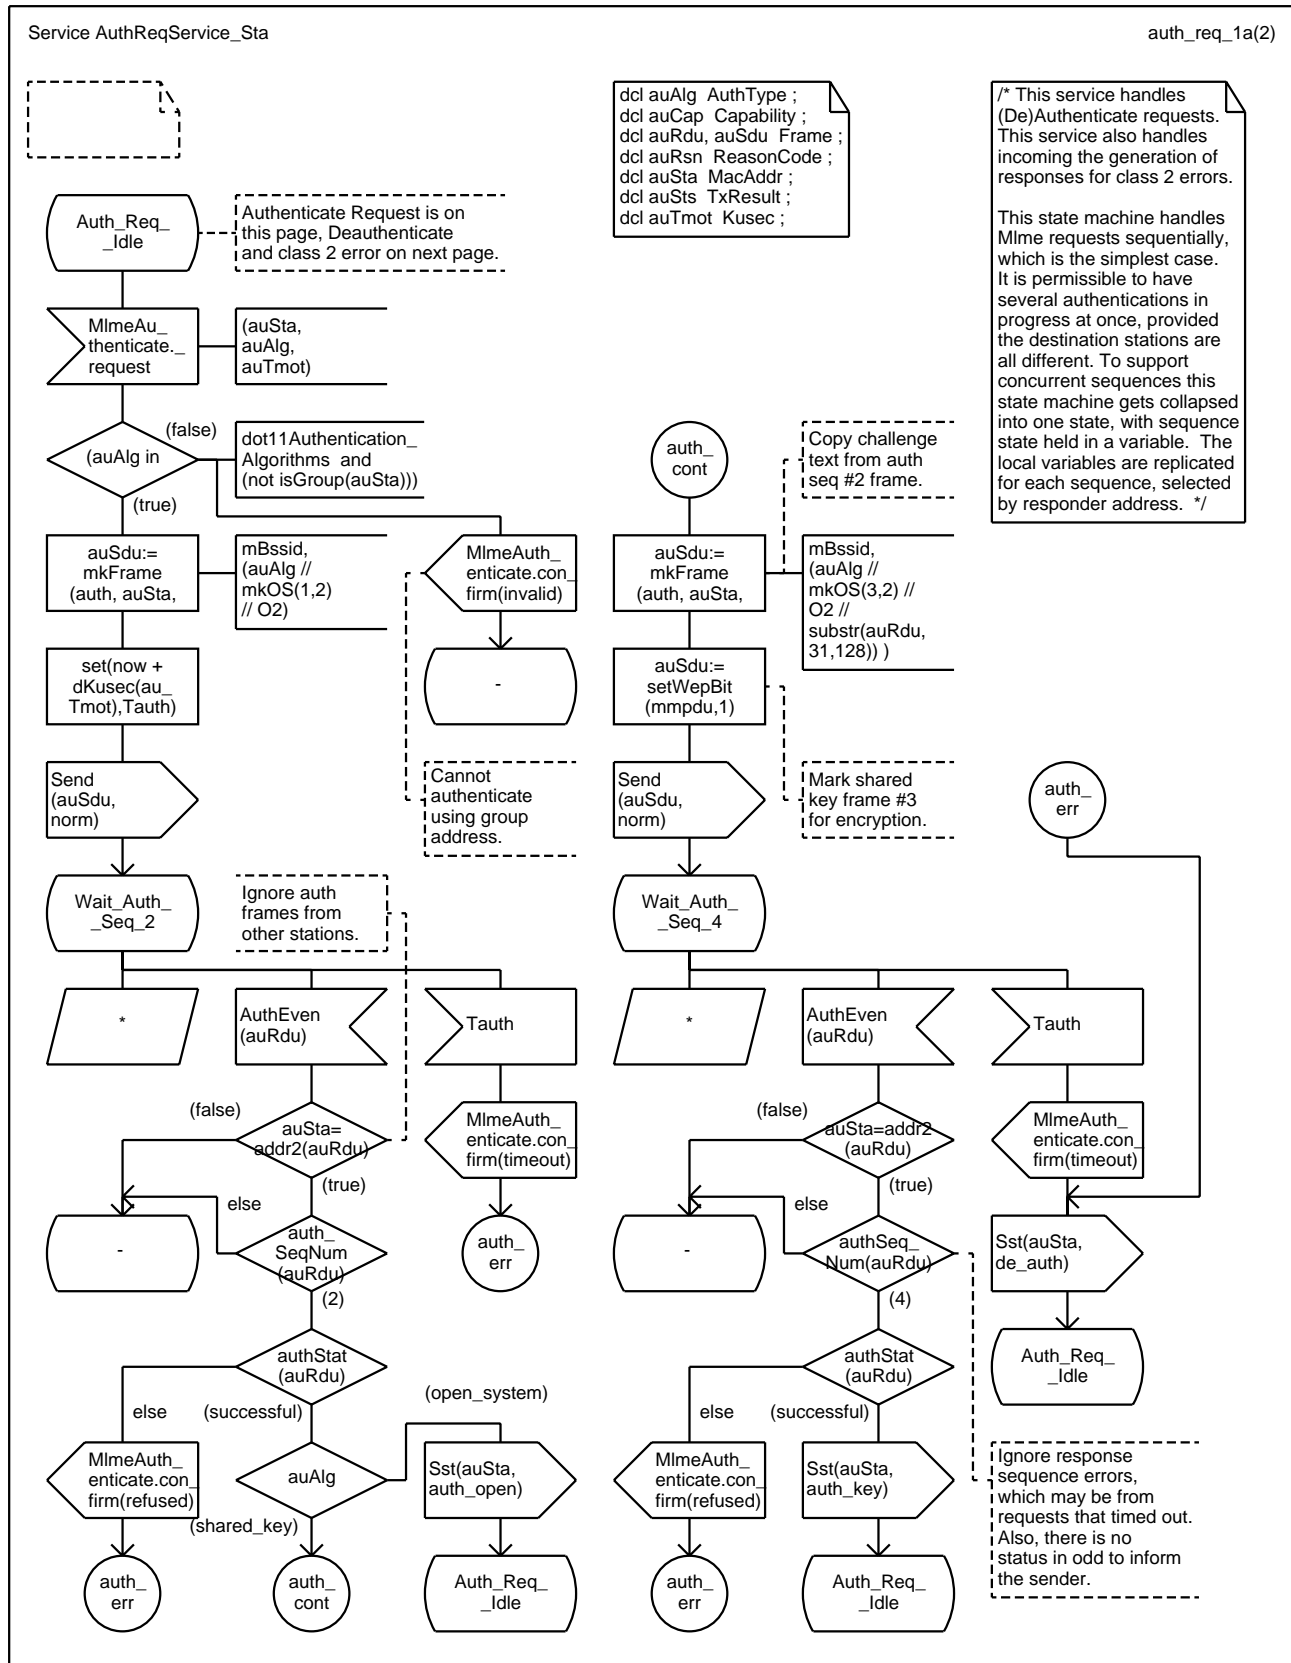 Service AuthReqService_Sta
auth_req_1a(2)
dcl auAlg  AuthType ;
dcl auCap  Capability ;
dcl auRdu, auSdu  Frame ;
dcl auRsn  ReasonCode ;
dcl auSta  MacAddr ;
dcl auSts  TxResult ;
dcl auTmot  Kusec ;
/* This service handles
(De)Authenticate requests.
This service also handles
incoming the generation of
responses for class 2 errors.
This state machine handles
Mlme requests sequentially,
which is the simplest case.
It is permissible to have
several authentications in
progress at once, provided
the destination stations are
all different. To support
concurrent sequences this
state machine gets collapsed
into one state, with sequence
state held in a variable.  The
local variables are replicated
for each sequence, selected
by responder address.  */
Auth_Req_
_Idle
Authenticate Request is on
this page, Deauthenticate
and class 2 error on next page.
MlmeAu_
thenticate._
request
(auSta,
auAlg,
auTmot)
(auAlg in
(false)
dot11Authentication_
Algorithms  and
(not isGroup(auSta)))
(true)
auSdu:=
mkFrame
(auth, auSta,
mBssid,
(auAlg //
mkOS(1,2)
// O2)
MlmeAuth_
enticate.con_
firm(invalid)
-
set(now +
dKusec(au_
Tmot),Tauth)
Send
(auSdu,
norm)
Cannot
authenticate
using group
address.
Wait_Auth_
_Seq_2
Ignore auth
frames from
other stations.
*
AuthEven
(auRdu)
Tauth
(false)
auSta=
addr2(auRdu)
(true)
MlmeAuth_
enticate.con_
firm(timeout)
else
-
auth_
SeqNum
(auRdu)
auth_
err
(2)
authStat
(auRdu)
else
(successful)
(open_system)
MlmeAuth_
enticate.con_
firm(refused)
auAlg
Sst(auSta,
auth_open)
(shared_key)
auth_
err
auth_
cont
Auth_Req_
_Idle
auth_
cont
Copy challenge
text from auth
seq #2 frame.
auSdu:=
mkFrame
(auth, auSta,
mBssid,
(auAlg //
mkOS(3,2) //
O2 //
substr(auRdu,
31,128)) )
auSdu:=
setWepBit
(mmpdu,1)
Send
(auSdu,
norm)
Mark shared
key frame #3
for encryption.
auth_
err
Wait_Auth_
_Seq_4
*
AuthEven
(auRdu)
Tauth
(false)
auSta=addr2
(auRdu)
(true)
MlmeAuth_
enticate.con_
firm(timeout)
else
-
authSeq_
Num(auRdu)
Sst(auSta,
de_auth)
(4)
authStat
(auRdu)
Auth_Req_
_Idle
else
(successful)
MlmeAuth_
enticate.con_
firm(refused)
Sst(auSta,
auth_key)
Ignore response
sequence errors,
which may be from
requests that timed out.
Also, there is no
status in odd to inform
the sender.
auth_
err
Auth_Req_
_Idle